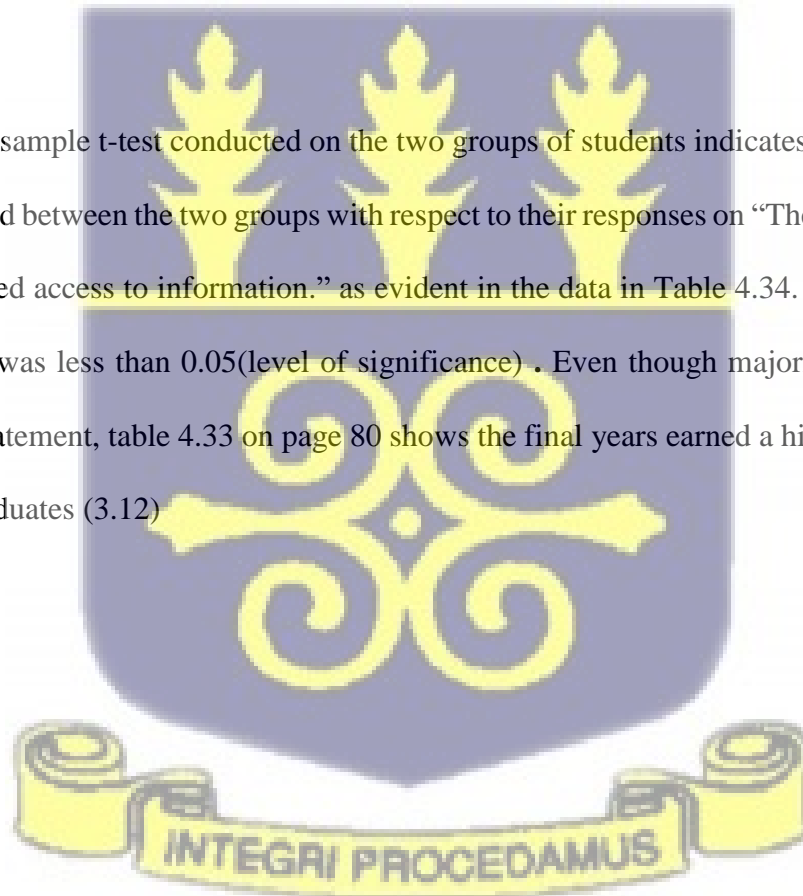 sample t-test conducted on the two groups of students indicates
d between the two groups with respect to their responses on “The
ed access to information.” as evident in the data in Table 4.34.
was less than 0.05(level of significance) . Even though major
atement, table 4.33 on page 80 shows the final years earned a hi
duates (3.12)
INTEGRI PROCEDAMUS